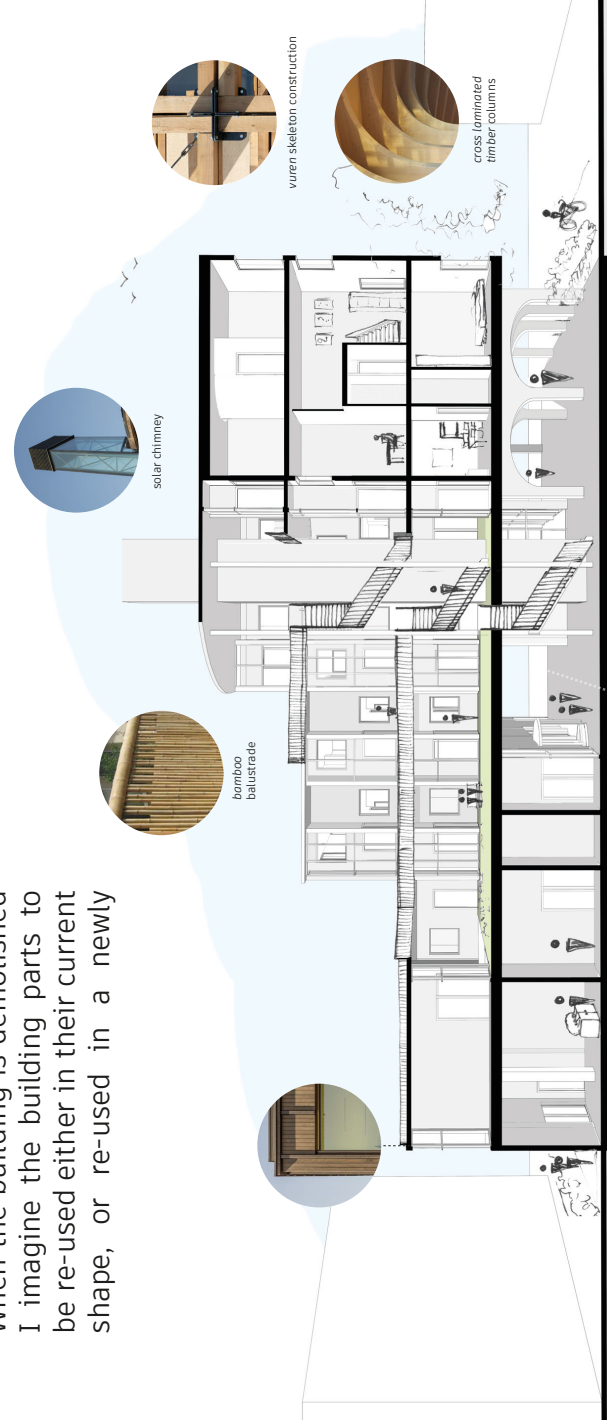 When the building is demolished
I imagine the building parts to
be re-used either in their current
shape, or re-used in a newly
bamboo
balustrade
solar chimney
vuren skeleton construction
cross laminated
timber columns